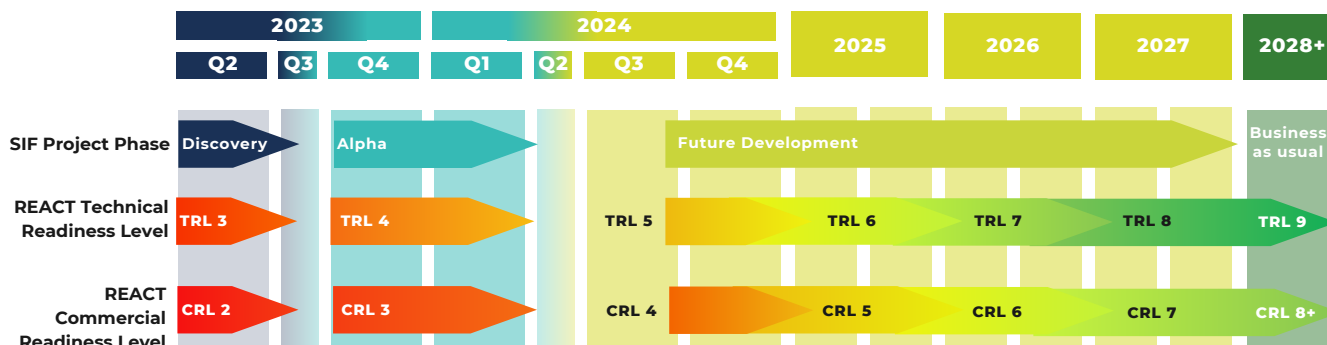 2023 2024 2025 2026 2027 2028+
Q2 Q3 Q4 Q1 Q2 Q3 Q4
SIF Project Phase Discovery Alpha Future Development Business as usual
REACT Technical
Readiness Level
TRL 3 TRL 4 TRL 5 TRL 6 TRL 7 TRL 8 TRL 9
REACT
Commercial
Readiness Level
CRL 2 CRL 3 CRL 4 CRL 5 CRL 6 CRL 7 CRL 8+